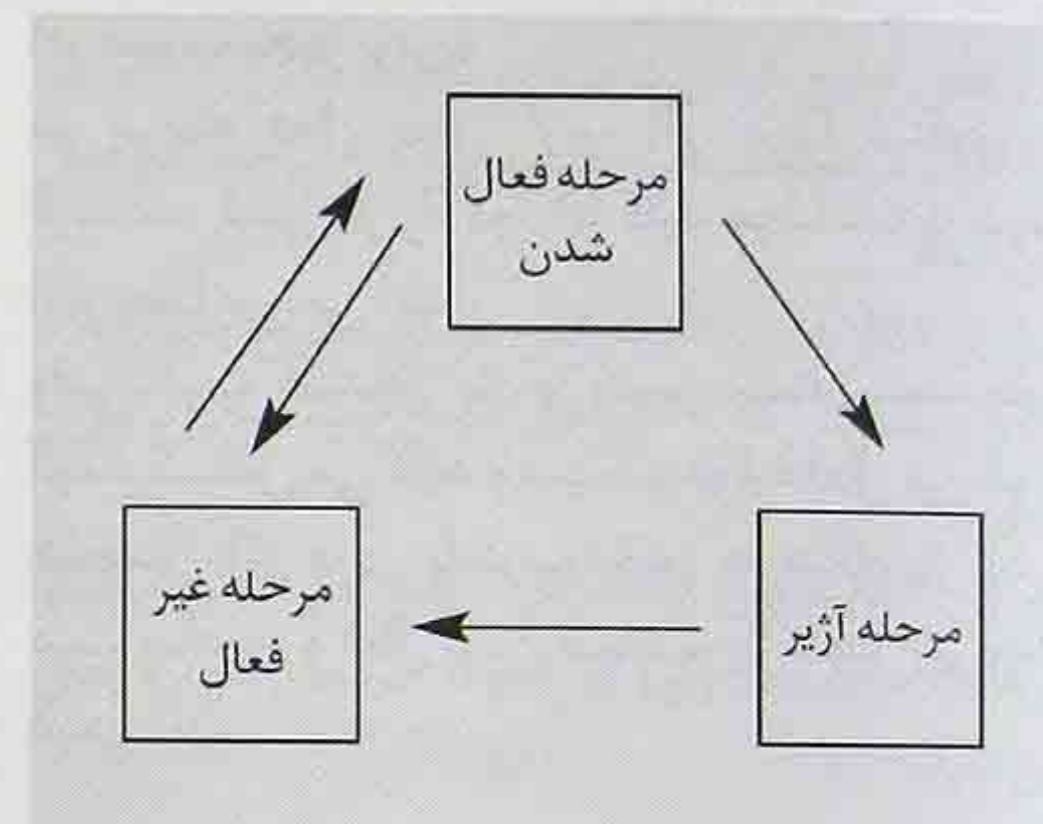 مرحله فعال
شدن
مرحله آژیر
مرحله غیر
فعال